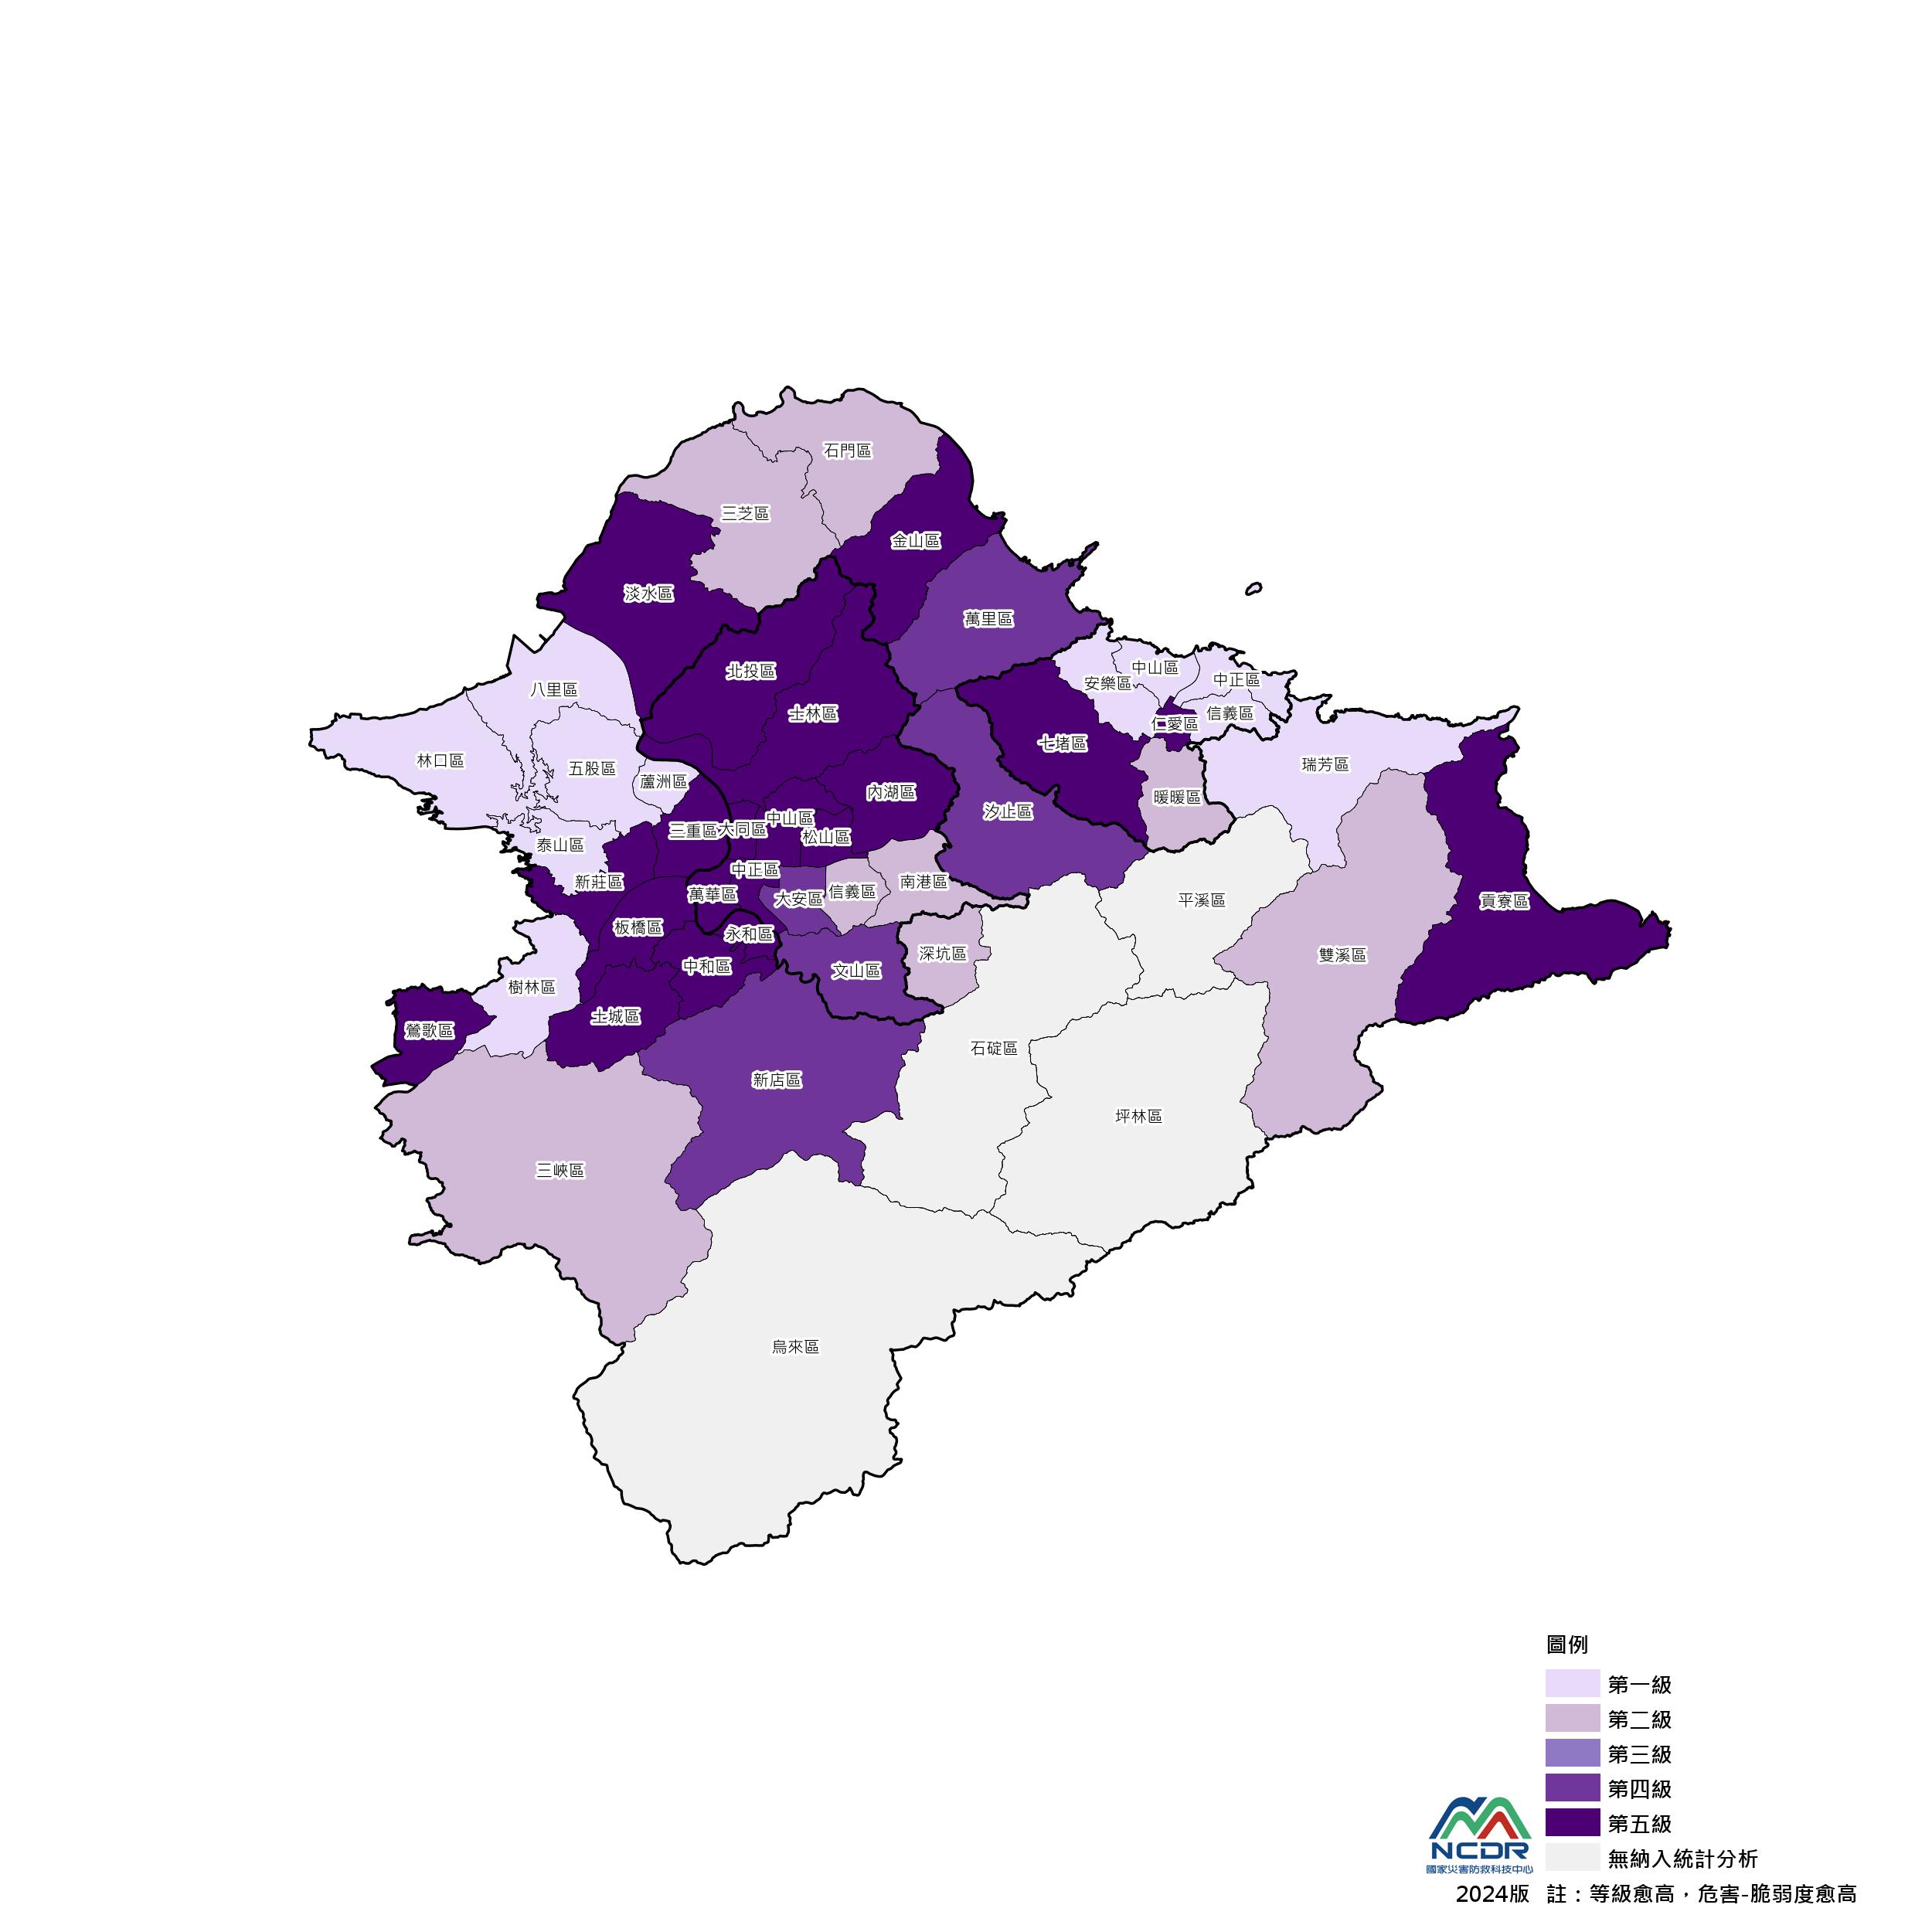 石門區
三芝區
金山區
淡水區
萬里區
北投區
中山區
安樂區
中正區
八里區
士林區
信義區
仁愛區
七堵區
林口區
五股區
蘆洲區
瑞芳區
內湖區
暖暖區
汐止區
中山區
三重區
大同區
松山區
泰山區
中正區
新莊區
南港區
萬華區
信義區
大安區
平溪區
貢寮區
板橋區
永和區
深坑區
雙溪區
中和區
文山區
樹林區
土城區
鶯歌區
石碇區
新店區
坪林區
三峽區
烏來區
圖例
第一級
第二級
第三級
第四級
第五級
無納入統計分析
NCDR
國家災害防救科技中心
2024版 註：等級愈高，危害-脆弱度愈高